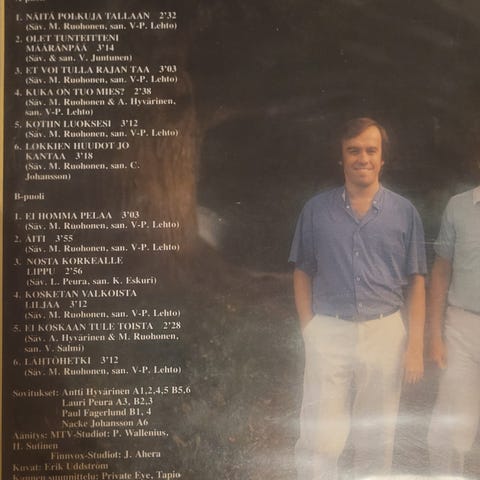 A-puoli
1. NÄITÄ POLKUJA TALLAAN 2'32
(Säv. M. Ruohonen, san. V-P. Lehto)
2. OLET TUNTEITTENI
MÄÄRÄNPÄÄ 3'14
(Säv. & san. V. Juntunen)
3. ET VOI TULLA RAJAN TAA 3'03
(Säv. M. Ruohonen, san. V-P. Lehto)
4. KUKA ON TUO MIES? 2'38
(Säv. M. Ruohonen & A. Hyvärinen,
san. V-P. Lehto)
5. KOTIIN LUOKSESI 3'12
(Säv. M. Ruohonen, san. V-P. Lehto)
6. LOKKIEN HUUDOT JO
KANTAA 3'18
(Säv. M. Ruohonen, san. C.
Johansson)
B-puoli
1. EI HOMMA PELAA 3'03
(Säv. M. Ruohonen, san. V-P. Lehto)
2. ÄITI 3'55
(Säv. M. Ruohonen, san. V-P. Lehto)
3. NOSTA KORKEALLE
LIPPU 2'56
(Säv. L. Peura, san. K. Eskuri)
4. KOSKETAN VALKOISTA
LILJAA 3'12
(Säv. M. Ruohonen, san. V-P. Lehto)
5. EI KOSKAAN TULE TOISTA 2'28
(Säv. A. Hyvärinen & M. Ruohonen,
san. V. Salmi)
6. LÄHTÖHETKI 3'12
(Säv. M. Ruohonen, san. V-P. Lehto)
Sovitukset: Antti Hyvärinen A1,2,4,5 B5,6
Lauri Peura A3, B2,3
Paul Fagerlund B1, 4
Nacke Johansson A6
Äänitys: MTV-Studiot: P. Wallenius,
H. Sutinen
Finnvox-Studiot: J. Ahera
Kuvat: Erik Uddström
Kannen suunnittelu: Private Eye, Tapio